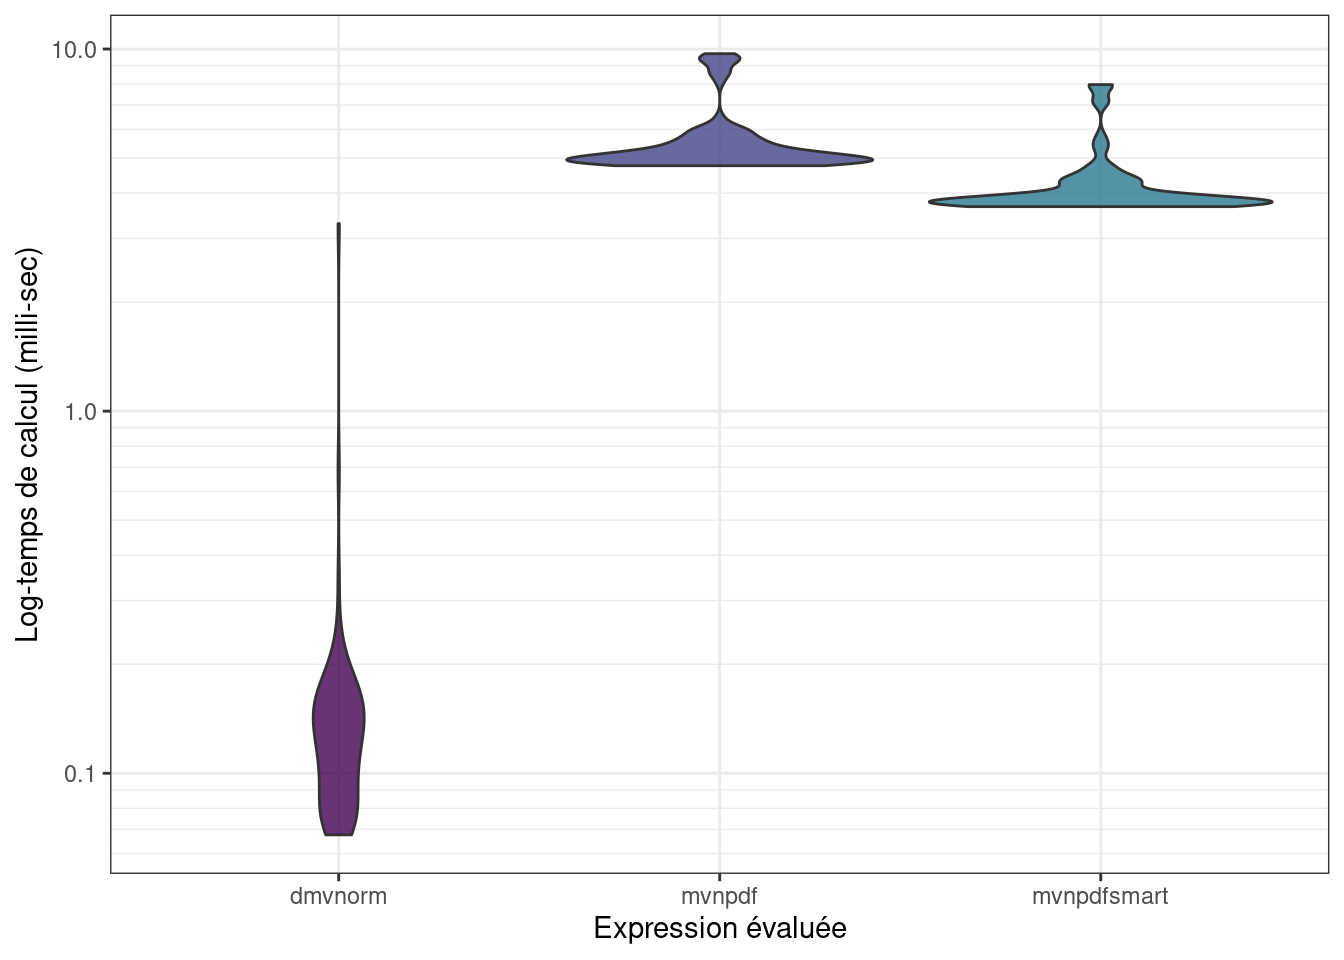 10.0
1.0
0.1
Log-temps de calcul (milli-sec)
dmvnorm
mvnpdf
mvnpdfsmart
Expression évaluée